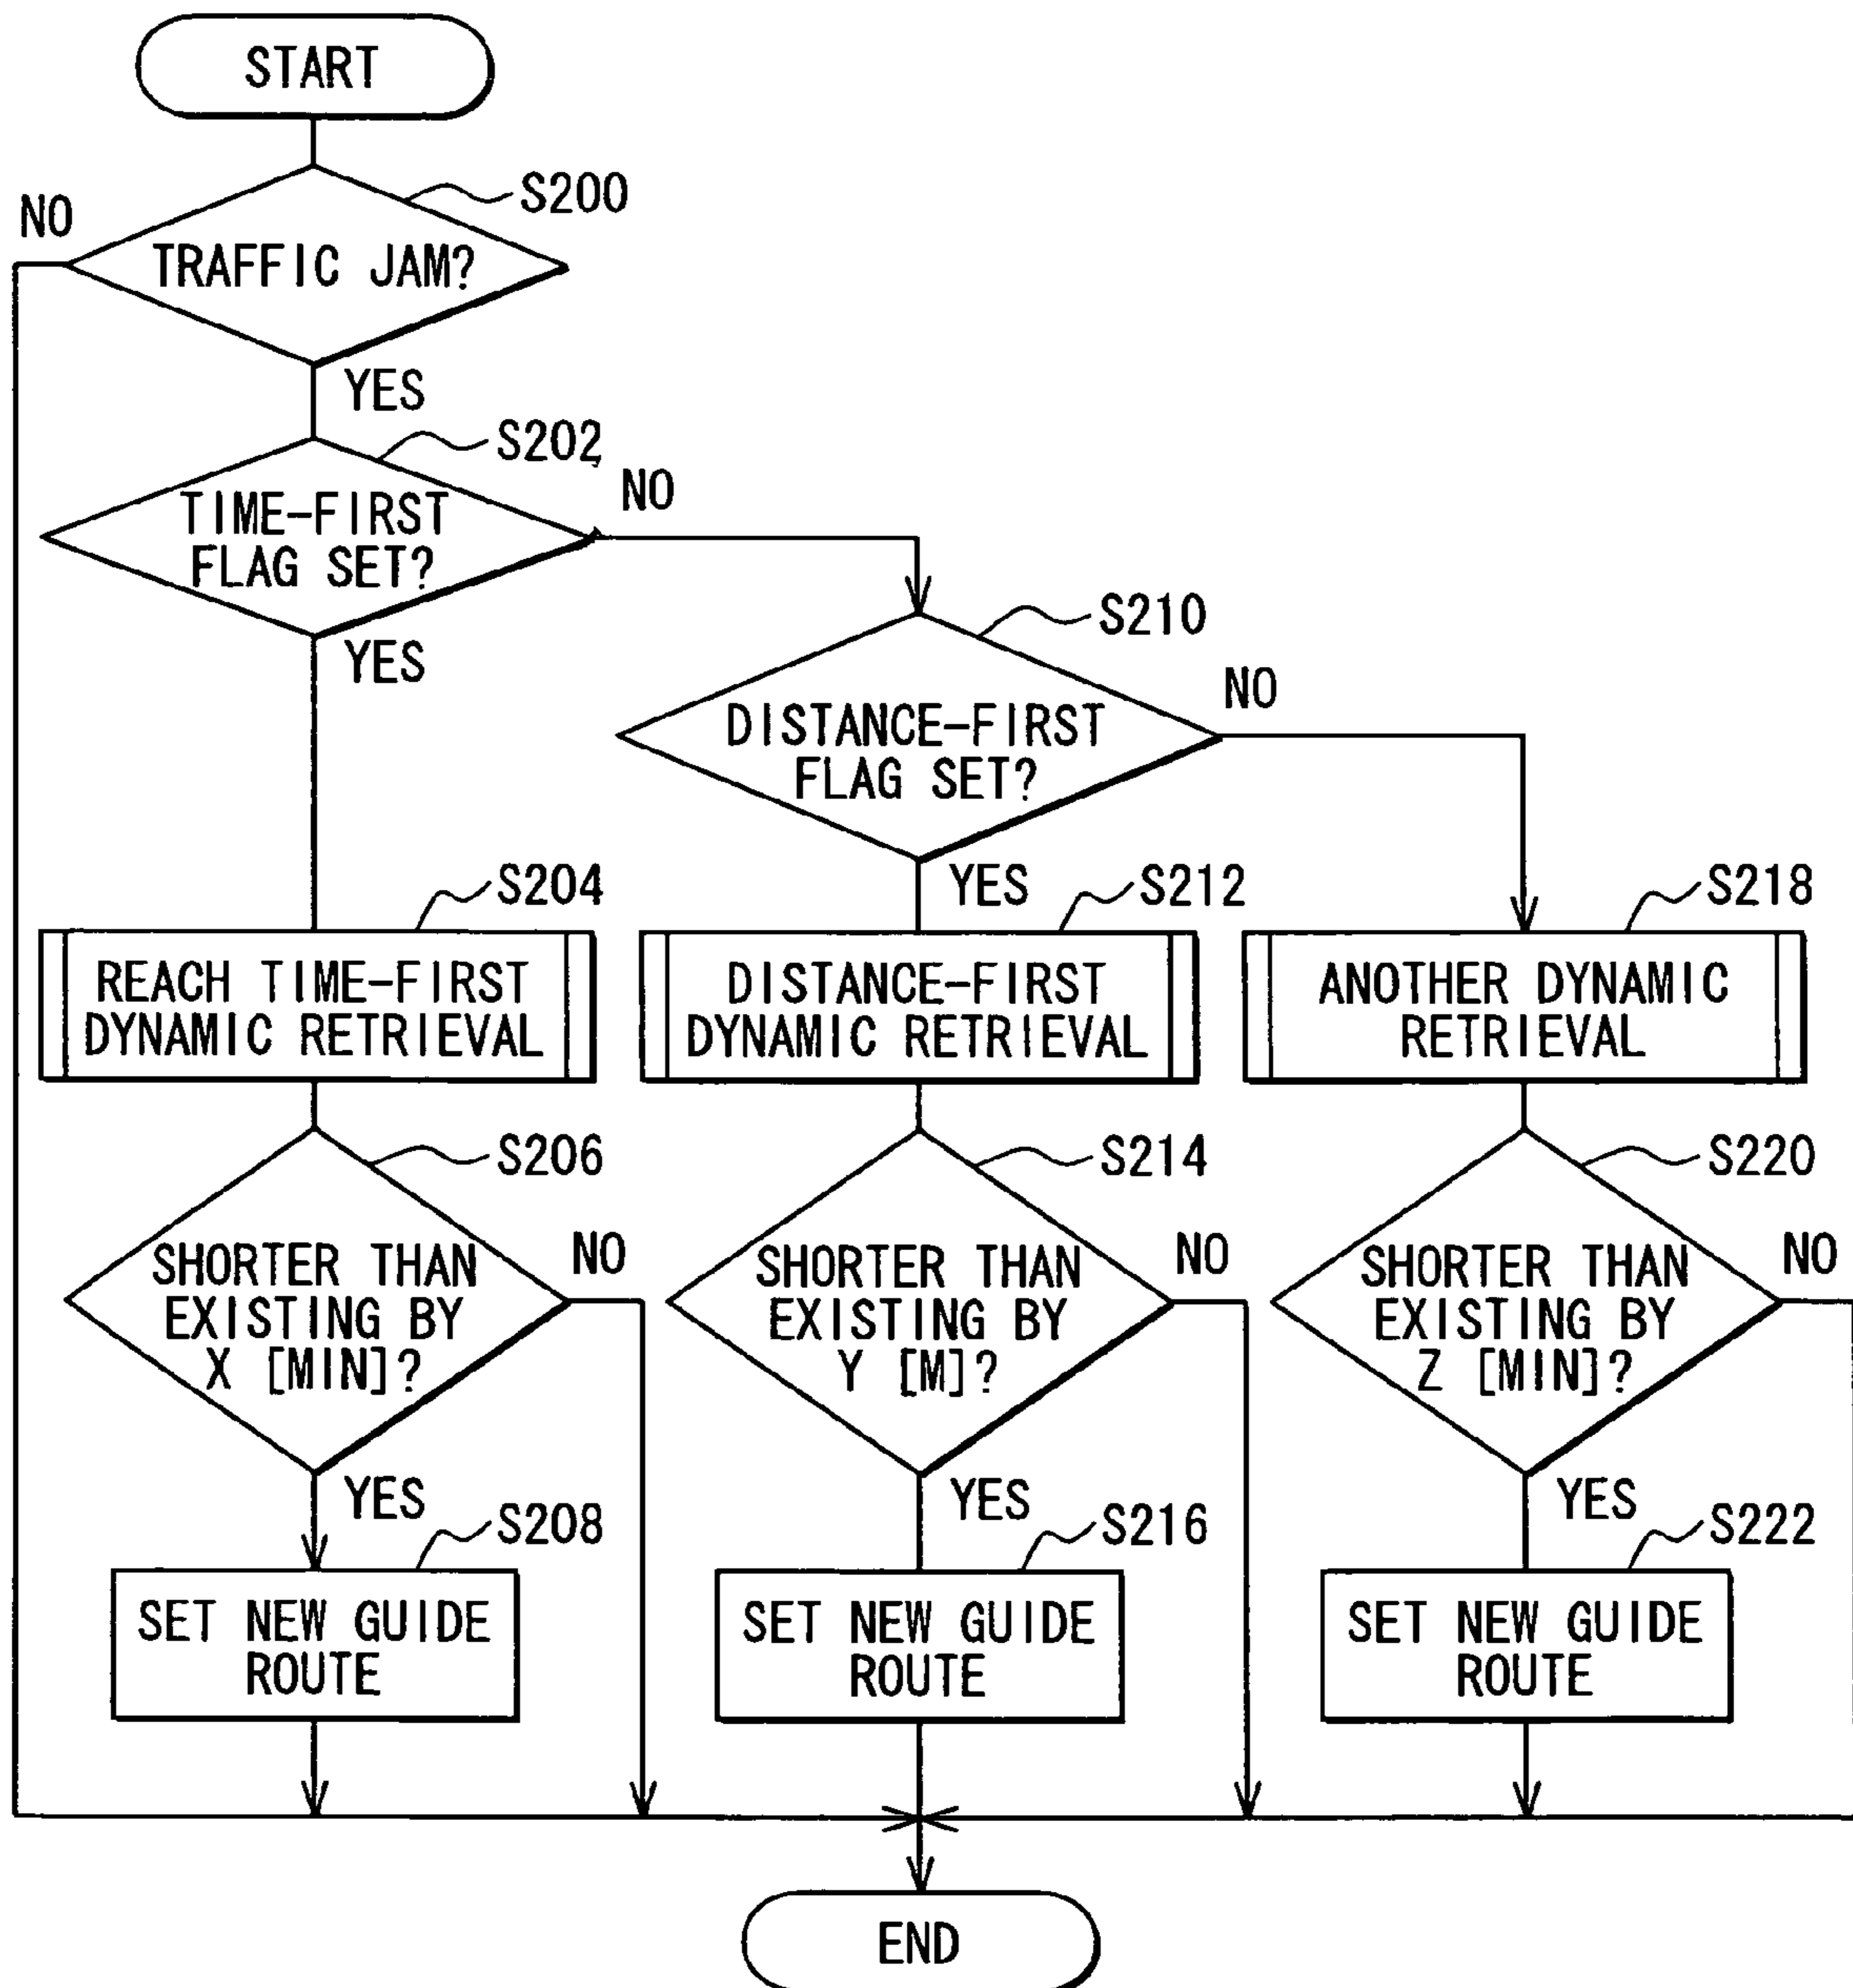 START
S200
NO
TRAFFIC JAM?
YES
S202
NO
TIME-FIRST
FLAG SET?
YES
S210
NO
DISTANCE-FIRST
FLAG SET?
YES
S204
S212
S218
REACH TIME-FIRST
DYNAMIC RETRIEVAL
DISTANCE-FIRST
DYNAMIC RETRIEVAL
ANOTHER DYNAMIC
RETRIEVAL
S206
S214
S220
SHORTER THAN
EXISTING BY
X [MIN]?
NO
SHORTER THAN
EXISTING BY
Y [M]?
NO
SHORTER THAN
EXISTING BY
Z [MIN]?
NO
YES
S208
YES
S216
YES
S222
SET NEW GUIDE
ROUTE
SET NEW GUIDE
ROUTE
SET NEW GUIDE
ROUTE
END